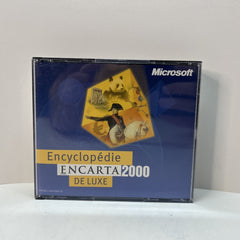 Microsoft
Encyclopédie
ENCARTA 2000
DE LUXE